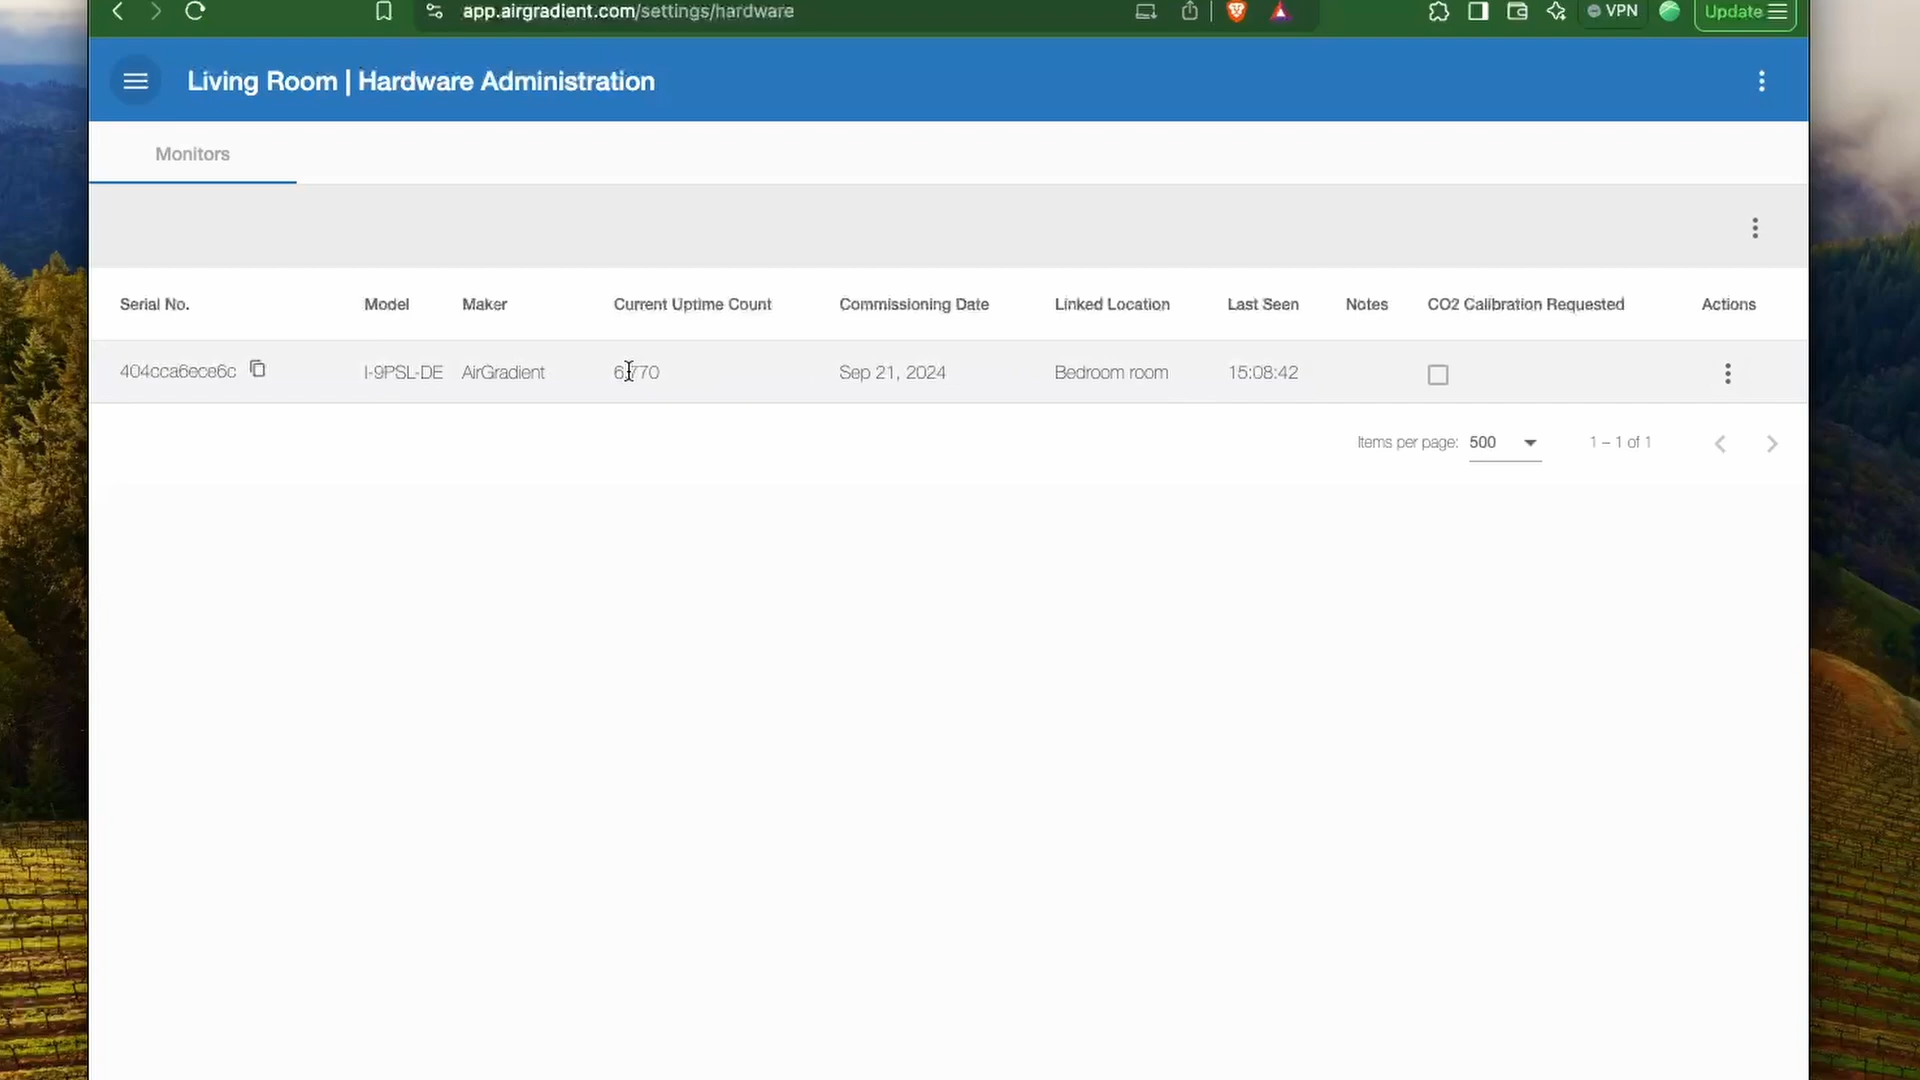 app.airgradient.com/settings/hardware
VPN
Update
Living Room | Hardware Administration
Monitors
Serial No. Model Maker Current Uptime Count Commissioning Date Linked Location Last Seen Notes CO2 Calibration Requested Actions
404cca6ece6c I-9PSL-DE AirGradient 6,770 Sep 21, 2024 Bedroom room 15:08:42
Items per page: 500 1 – 1 of 1